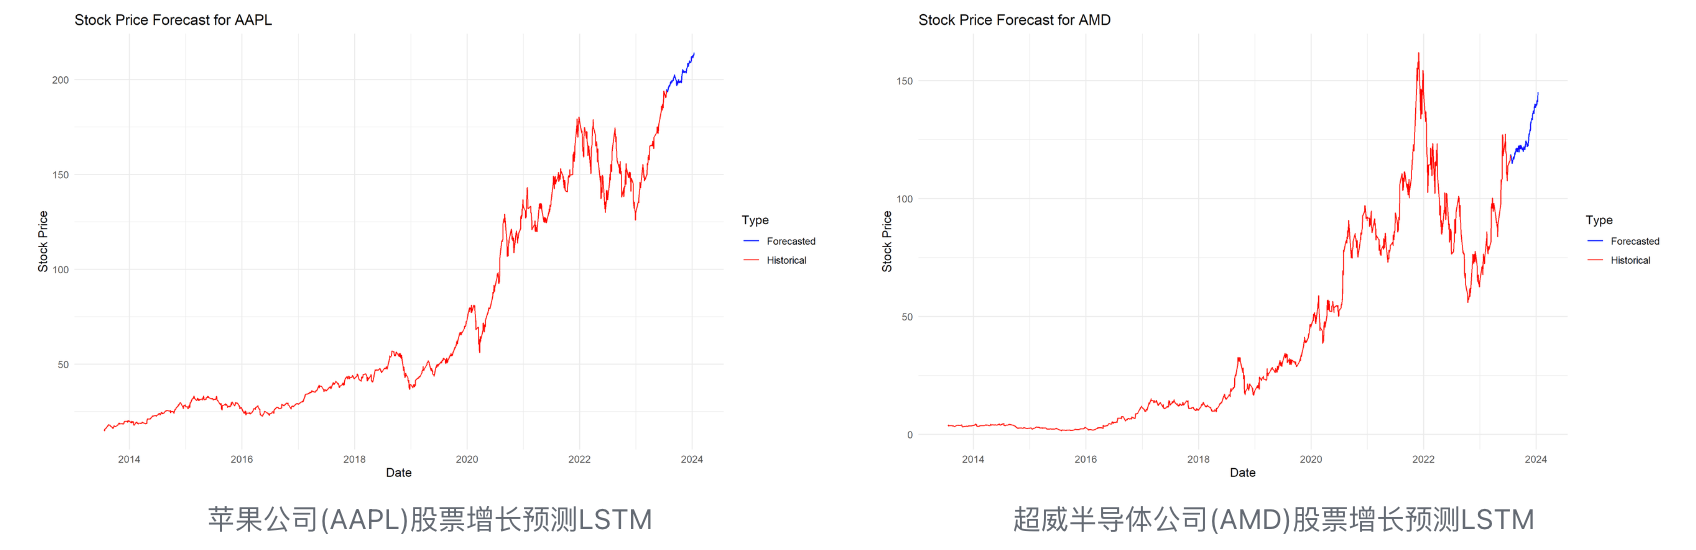 Stock Price Forecast for AAPL
200
150
100
50
Stock Price
2014 2016 2018 2020 2022 2024
Date
Type
Forecasted
Historical
苹果公司(AAPL)股票增长预测LSTM
Stock Price Forecast for AMD
150
100
50
0
Stock Price
2014 2016 2018 2020 2022 2024
Date
Type
Forecasted
Historical
超威半导体公司(AMD)股票增长预测LSTM